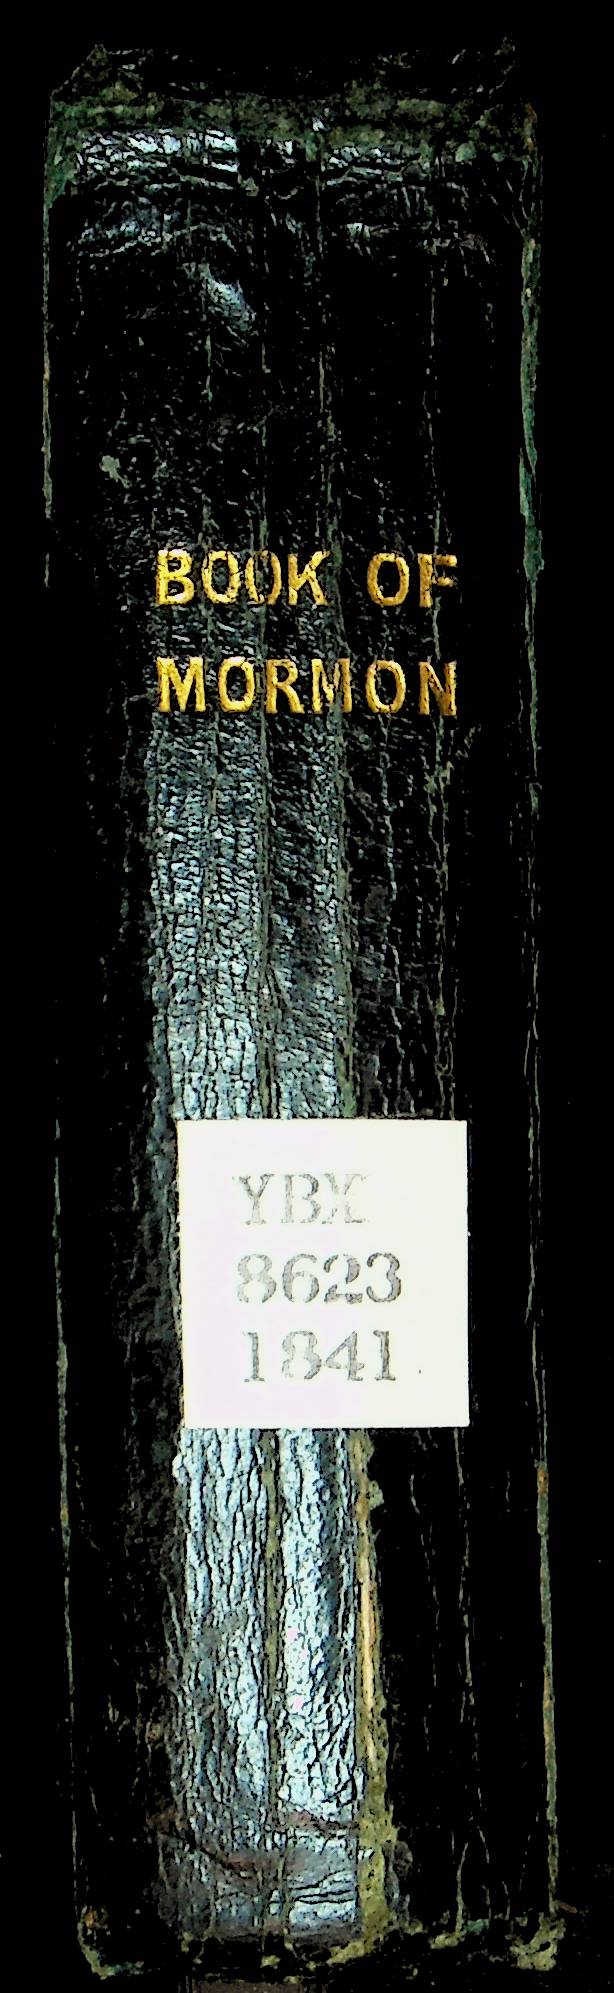 BOOK OF
MORMON
YBX
8623
1841